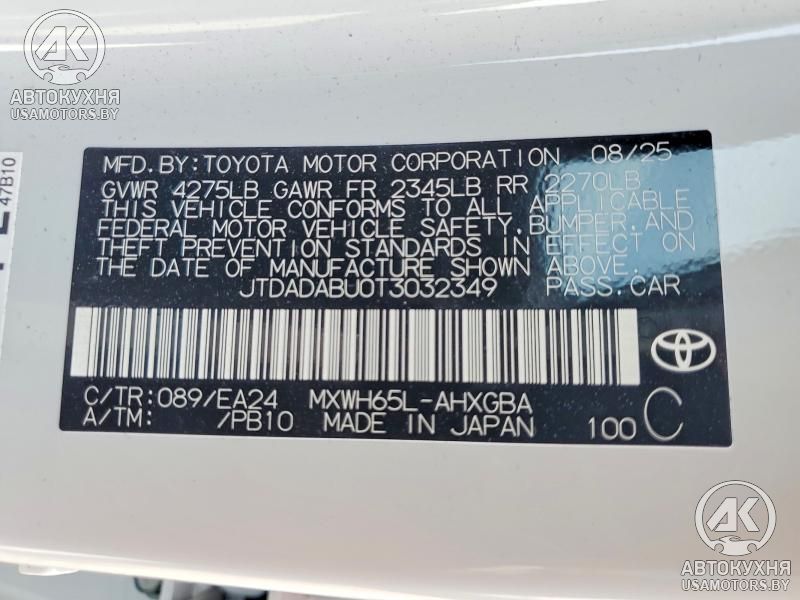 AK
АВТОКУХНЯ
USAMOTORS.BY
47B10
MFD.BY:TOYOTA MOTOR CORPORATION 08/25
GVWR 4275LB GAWR FR 2345LB RR 2270LB
THIS VEHICLE CONFORMS TO ALL APPLICABLE
FEDERAL MOTOR VEHICLE SAFETY,BUMPER,AND
THEFT PREVENTION STANDARDS IN EFFECT ON
THE DATE OF MANUFACTURE SHOWN ABOVE.
JTDADABU0T3032349 PASS.CAR
C/TR:089/EA24 MXWH65L-AHXGBA
A/TM: /PB10 MADE IN JAPAN 100 C
AK
АВТОКУХНЯ
USAMOTORS.BY